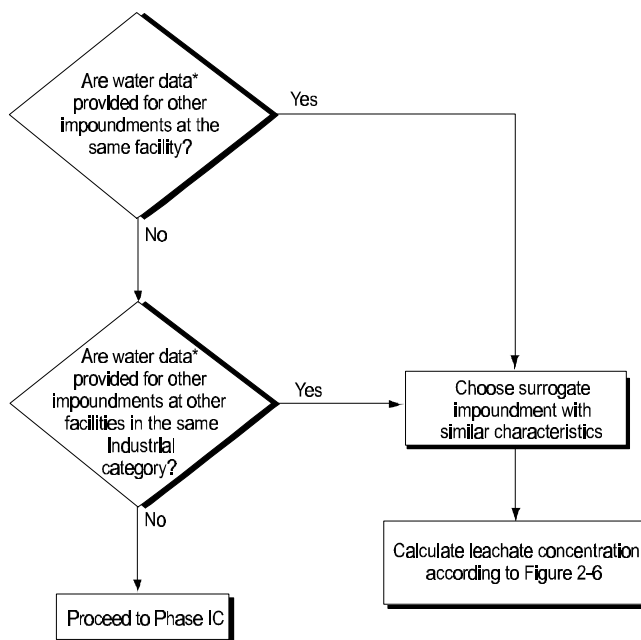 Are water data*
provided for other
impoundments at the
same facility?
Yes
No
Are water data*
provided for other
impoundments at other
facilities in the same
Industrial
category?
Yes
Choose surrogate
impoundment with
similar characteristics
No
Calculate leachate concentration
according to Figure 2-6
Proceed to Phase IC